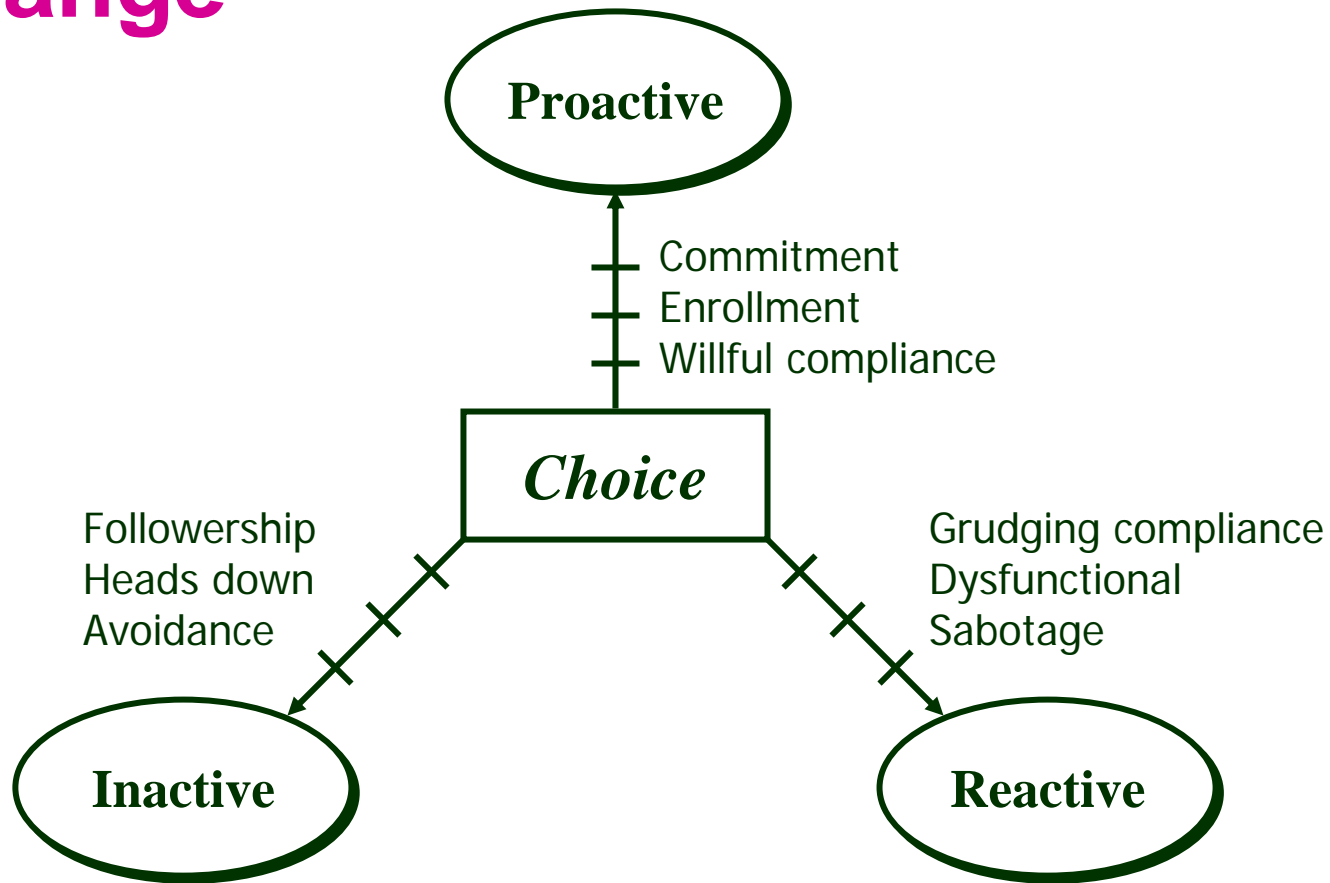 ange
Proactive
Commitment
Enrollment
Willful compliance
Choice
Followership
Heads down
Avoidance
Grudging compliance
Dysfunctional
Sabotage
Inactive
Reactive